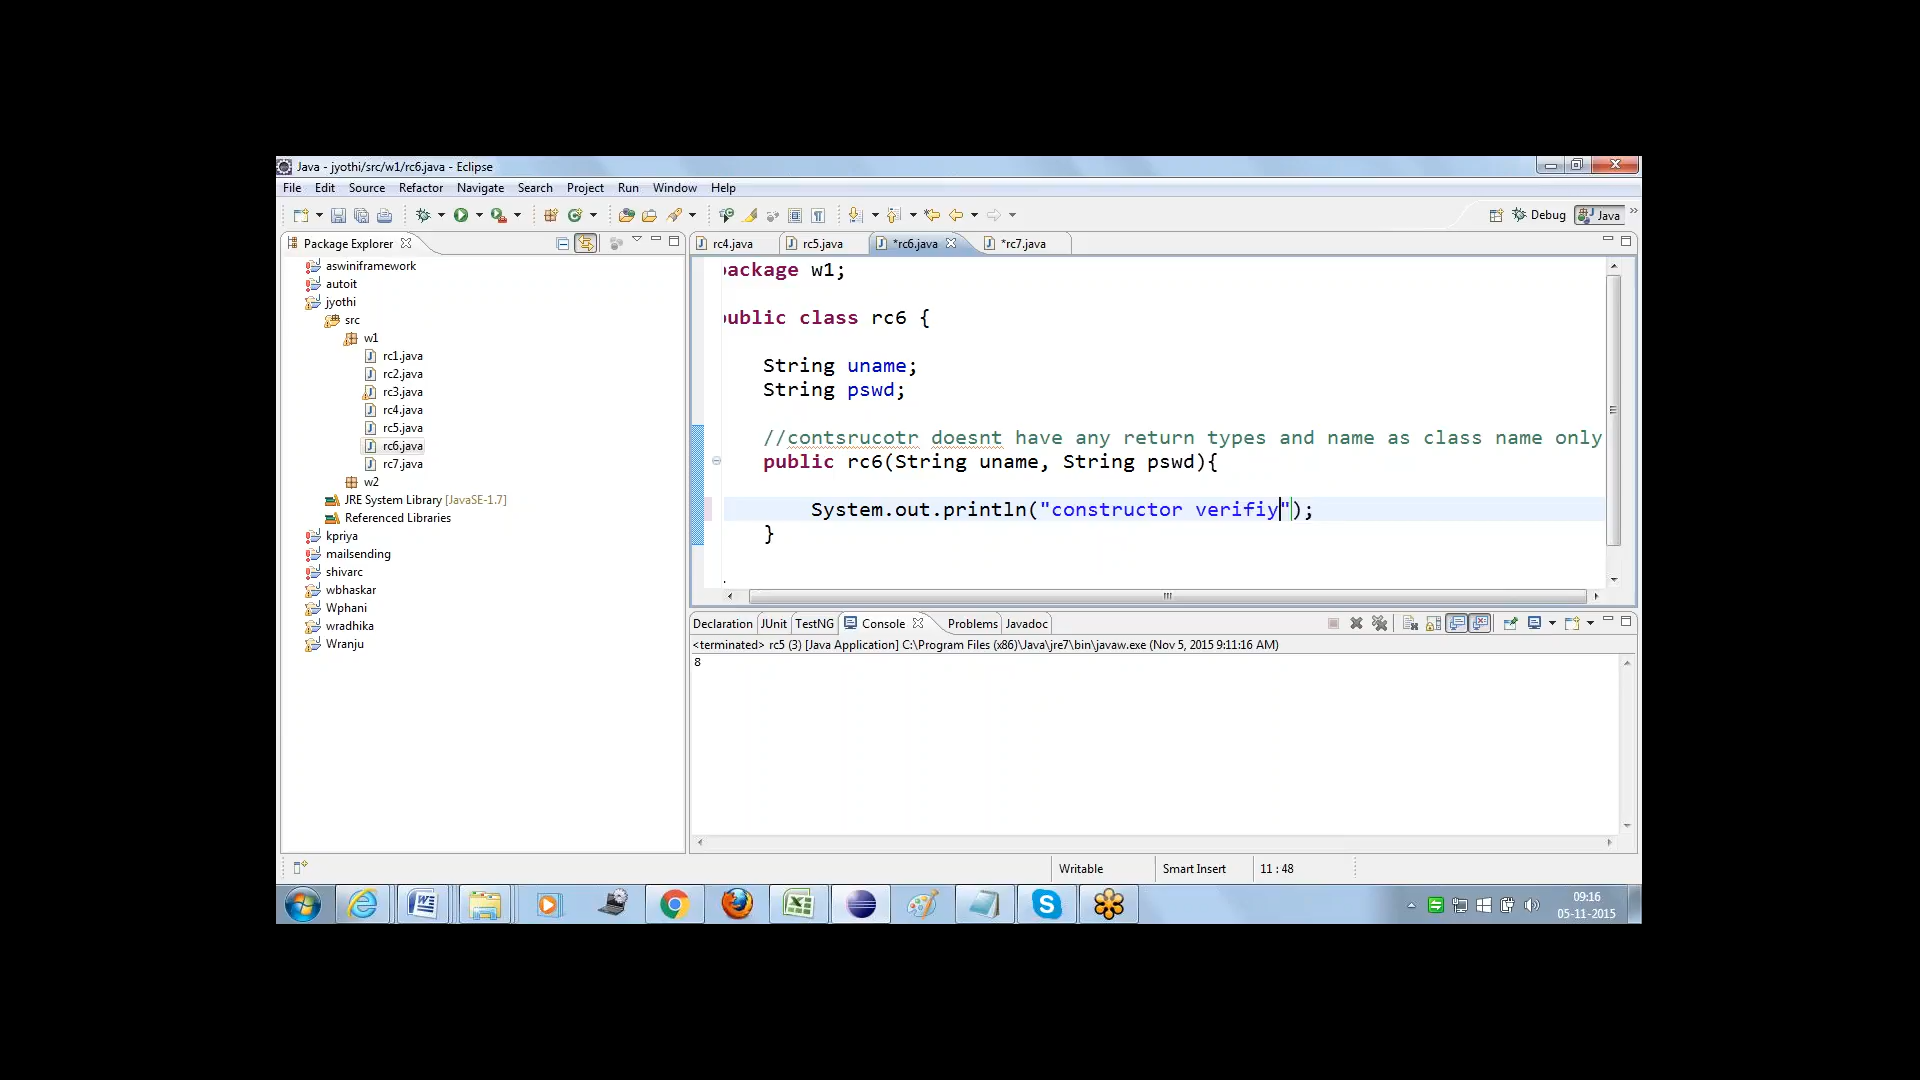 Java - jyothi/src/w1/rc6.java - Eclipse
File Edit Source Refactor Navigate Search Project Run Window Help
Debug Java
Package Explorer
aswiniframework
autoit
jyothi
src
w1
rc1.java
rc2.java
rc3.java
rc4.java
rc5.java
rc6.java
rc7.java
w2
JRE System Library [JavaSE-1.7]
Referenced Libraries
kpriya
mailsending
shivarc
wbhaskar
Wphani
wradhika
Wranju
rc4.java rc5.java *rc6.java *rc7.java
package w1;
public class rc6 {
String uname;
String pswd;
//contsrucotr doesnt have any return types and name as class name only
public rc6(String uname, String pswd){
System.out.println("constructor verifiy");
}
Declaration JUnit TestNG Console Problems Javadoc
<terminated> rc5 (3) [Java Application] C:\Program Files (x86)\Java\jre7\bin\javaw.exe (Nov 5, 2015 9:11:16 AM)
8
Writable Smart Insert 11 : 48
09:16
05-11-2015